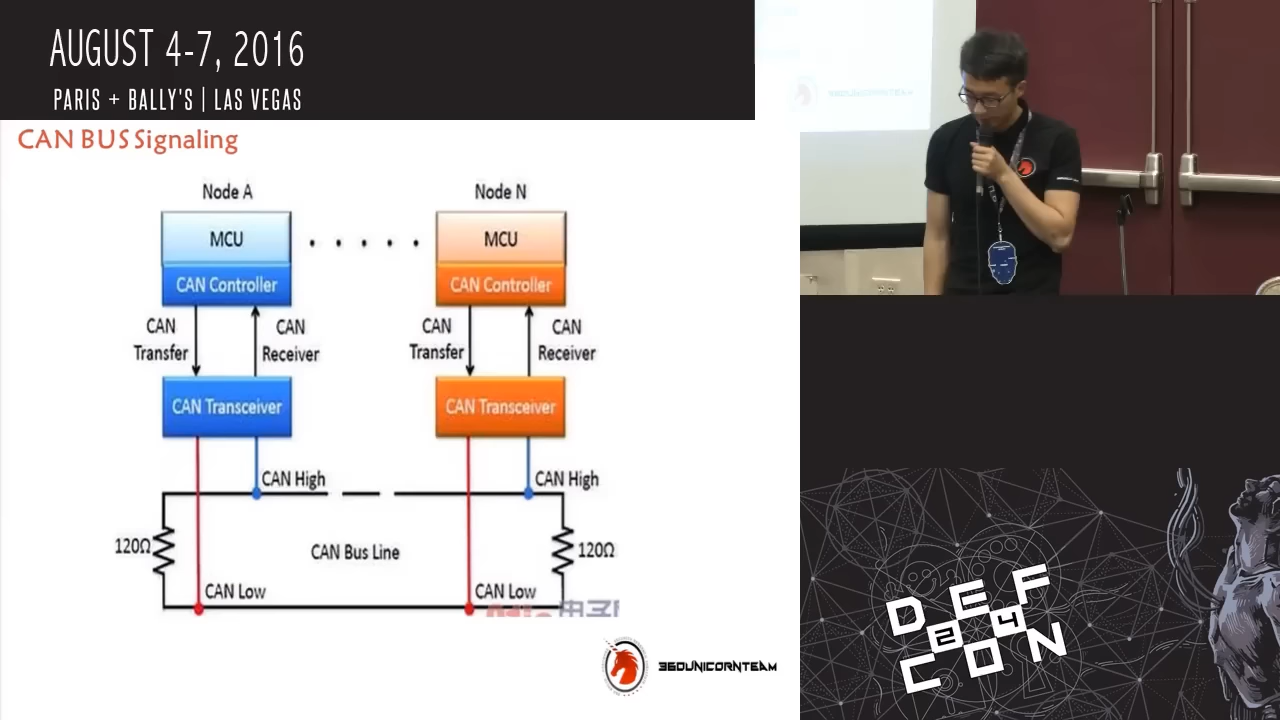 AUGUST 4-7, 2016
PARIS + BALLY'S | LAS VEGAS
CAN BUS Signaling
Node A
Node N
MCU
MCU
CAN Controller
CAN Controller
CAN
Transfer
CAN
Receiver
CAN
Transfer
CAN
Receiver
CAN Transceiver
CAN Transceiver
CAN High
CAN High
120Ω
CAN Bus Line
120Ω
CAN Low
CAN Low
360UNICORNTEAM
360UNICORNTEAM
DEF
24
CON